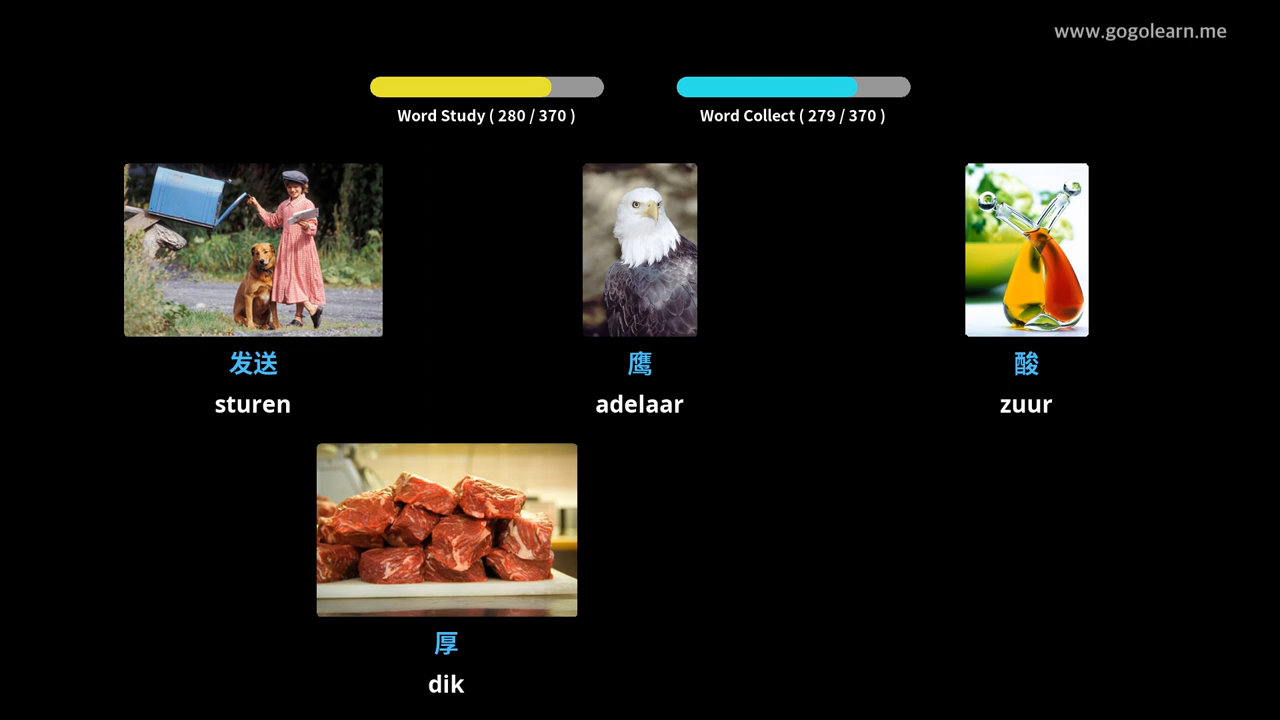 www.gogolearn.me
Word Study ( 280 / 370 )
Word Collect ( 279 / 370 )
发送
sturen
鹰
adelaar
酸
zuur
厚
dik